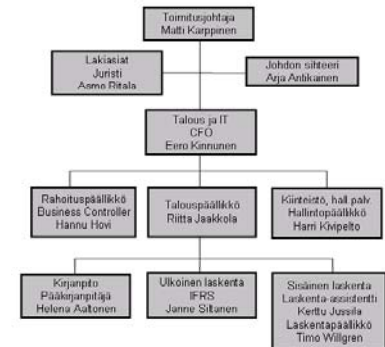 Toimitusjohtaja
Matti Karppinen
Lakiasiat
Juristi
Asmo Ritala
Johdon sihteeri
Arja Antikainen
Talous ja IT
CFO
Eero Kinnunen
Rahoituspäällikkö
Business Controller
Hannu Hovi
Talouspäällikkö
Riitta Jaakkola
Kiinteistö, hall palv.
Hallintopäällikkö
Harri Kivipelto
Kirjanpito
Pääkirjanpitäjä
Helena Aaltonen
Ulkoinen laskenta
IFRS
Janne Siltanen
Sisäinen laskenta
Laskenta-assistentti
Kerttu Jussila
Laskentapäällikkö
Timo Willgren